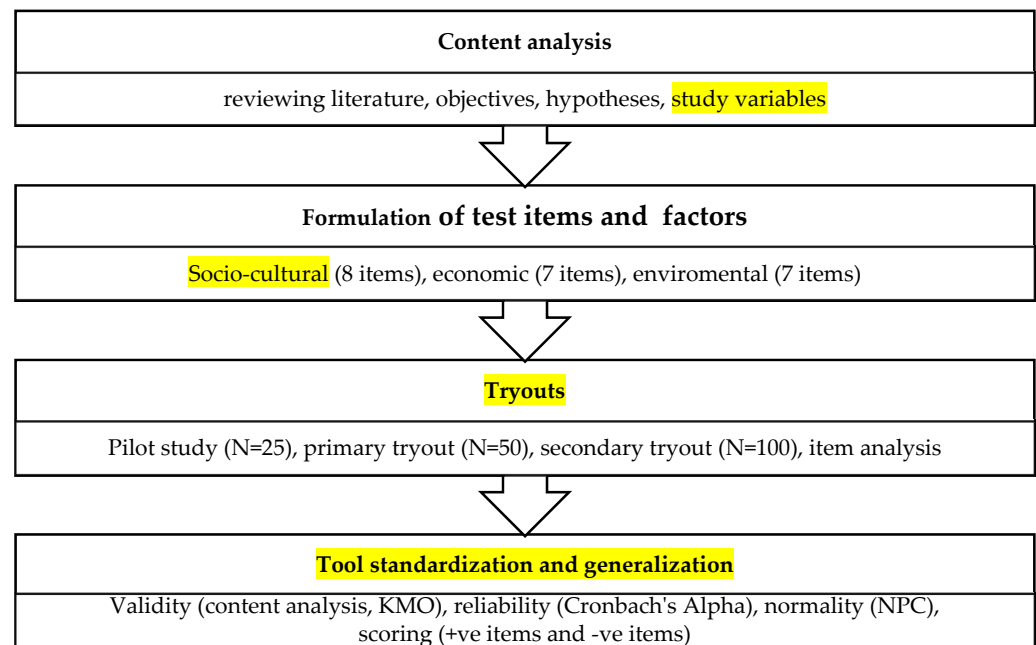 Content analysis
reviewing literature, objectives, hypotheses, study variables
Formulation of test items and factors
Socio-cultural (8 items), economic (7 items), enviromental (7 items)
Tryouts
Pilot study (N=25), primary tryout (N=50), secondary tryout (N=100), item analysis
Tool standardization and generalization
Validity (content analysis, KMO), reliability (Cronbach's Alpha), normality (NPC),
scoring (+ve items and -ve items)